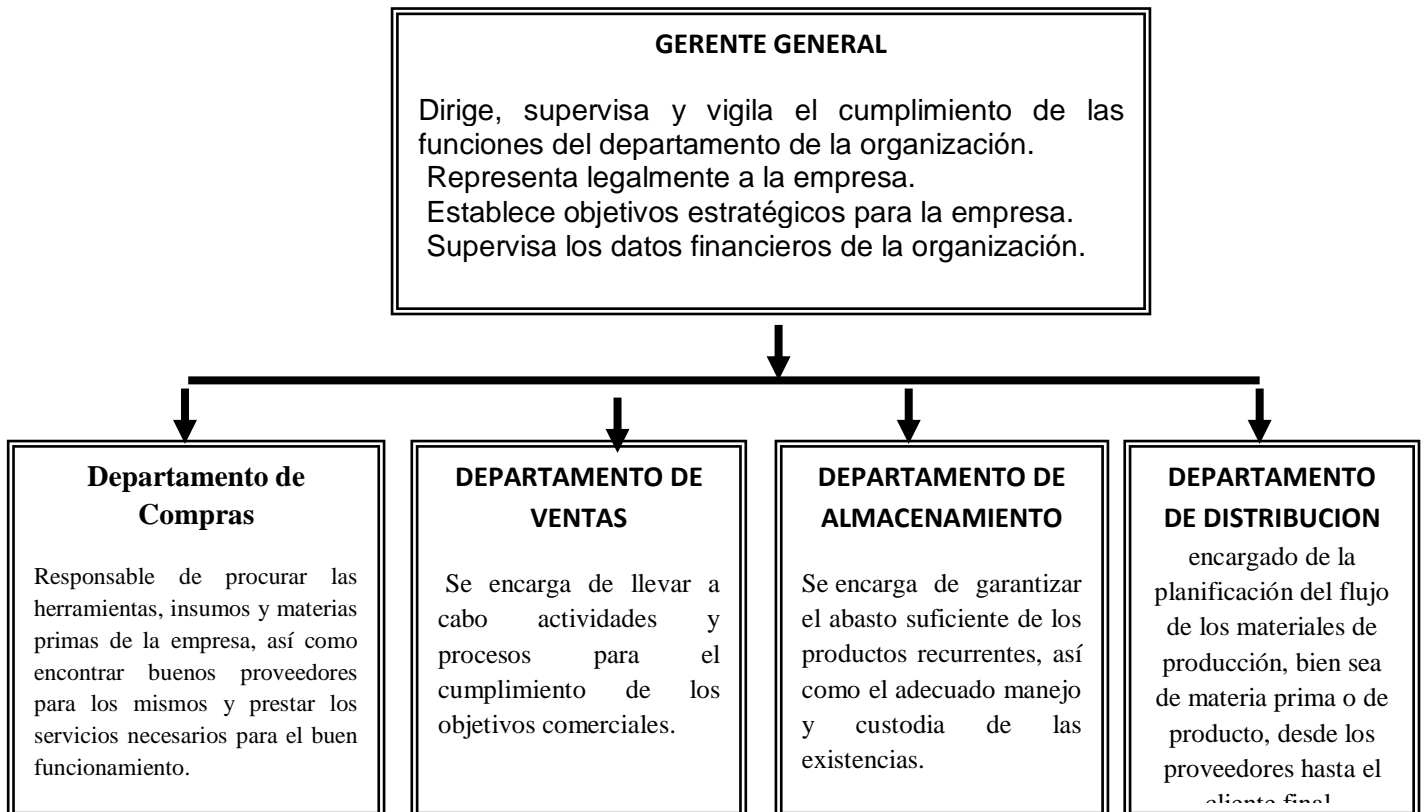 GERENTE GENERAL
Dirige, supervisa y vigila el cumplimiento de las
funciones del departamento de la organización.
Representa legalmente a la empresa.
Establece objetivos estratégicos para la empresa.
Supervisa los datos financieros de la organización.
Departamento de
Compras
Responsable de procurar las
herramientas, insumos y materias
primas de la empresa, así como
encontrar buenos proveedores
para los mismos y prestar los
servicios necesarios para el buen
funcionamiento.
DEPARTAMENTO DE
VENTAS
Se encarga de llevar a
cabo actividades y
procesos para el
cumplimiento de los
objetivos comerciales.
DEPARTAMENTO DE
ALMACENAMIENTO
Se encarga de garantizar
el abasto suficiente de los
productos recurrentes, así
como el adecuado manejo
y custodia de las
existencias.
DEPARTAMENTO
DE DISTRIBUCION
encargado de la
planificación del flujo
de los materiales de
producción, bien sea
de materia prima o de
producto, desde los
proveedores hasta el
cliente final